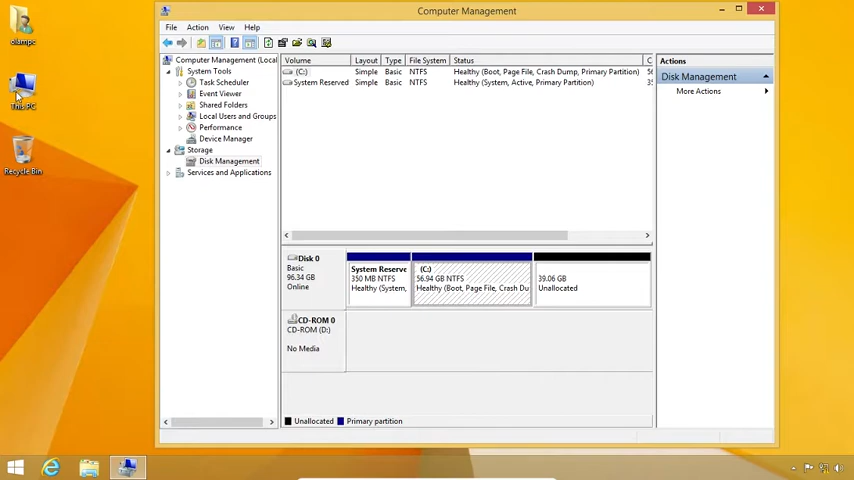 olampc
This PC
Recycle Bin
Computer Management
File Action View Help
Computer Management (Local
System Tools
Task Scheduler
Event Viewer
Shared Folders
Local Users and Groups
Performance
Device Manager
Storage
Disk Management
Services and Applications
Volume Layout Type File System Status C
(C:) Simple Basic NTFS Healthy (Boot, Page File, Crash Dump, Primary Partition) 56
System Reserved Simple Basic NTFS Healthy (System, Active, Primary Partition) 35
Disk 0
Basic
96.34 GB
Online
System Reserve
350 MB NTFS
Healthy (System,
(C:)
56.94 GB NTFS
Healthy (Boot, Page File, Crash Du
39.06 GB
Unallocated
CD-ROM 0
CD-ROM (D:)
No Media
Unallocated Primary partition
Actions
Disk Management
More Actions